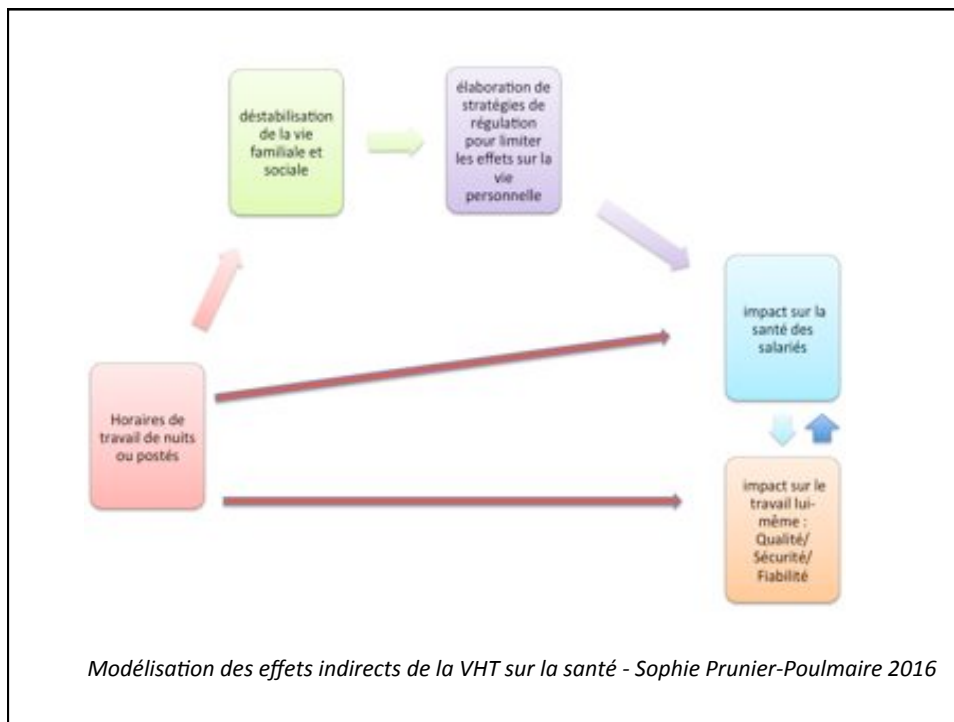 déstabilisation
de la vie
familiale et
sociale
élaboration de
stratégies de
régulation
pour limiter
les effets sur la
vie
personnelle
impact sur la
santé des
salariés
Horaires de
travail de nuits
ou postés
impact sur le
travail lui-
même :
Qualité/
Sécurité/
Fiabilité
Modélisation des effets indirects de la VHT sur la santé - Sophie Prunier-Poulmaire 2016